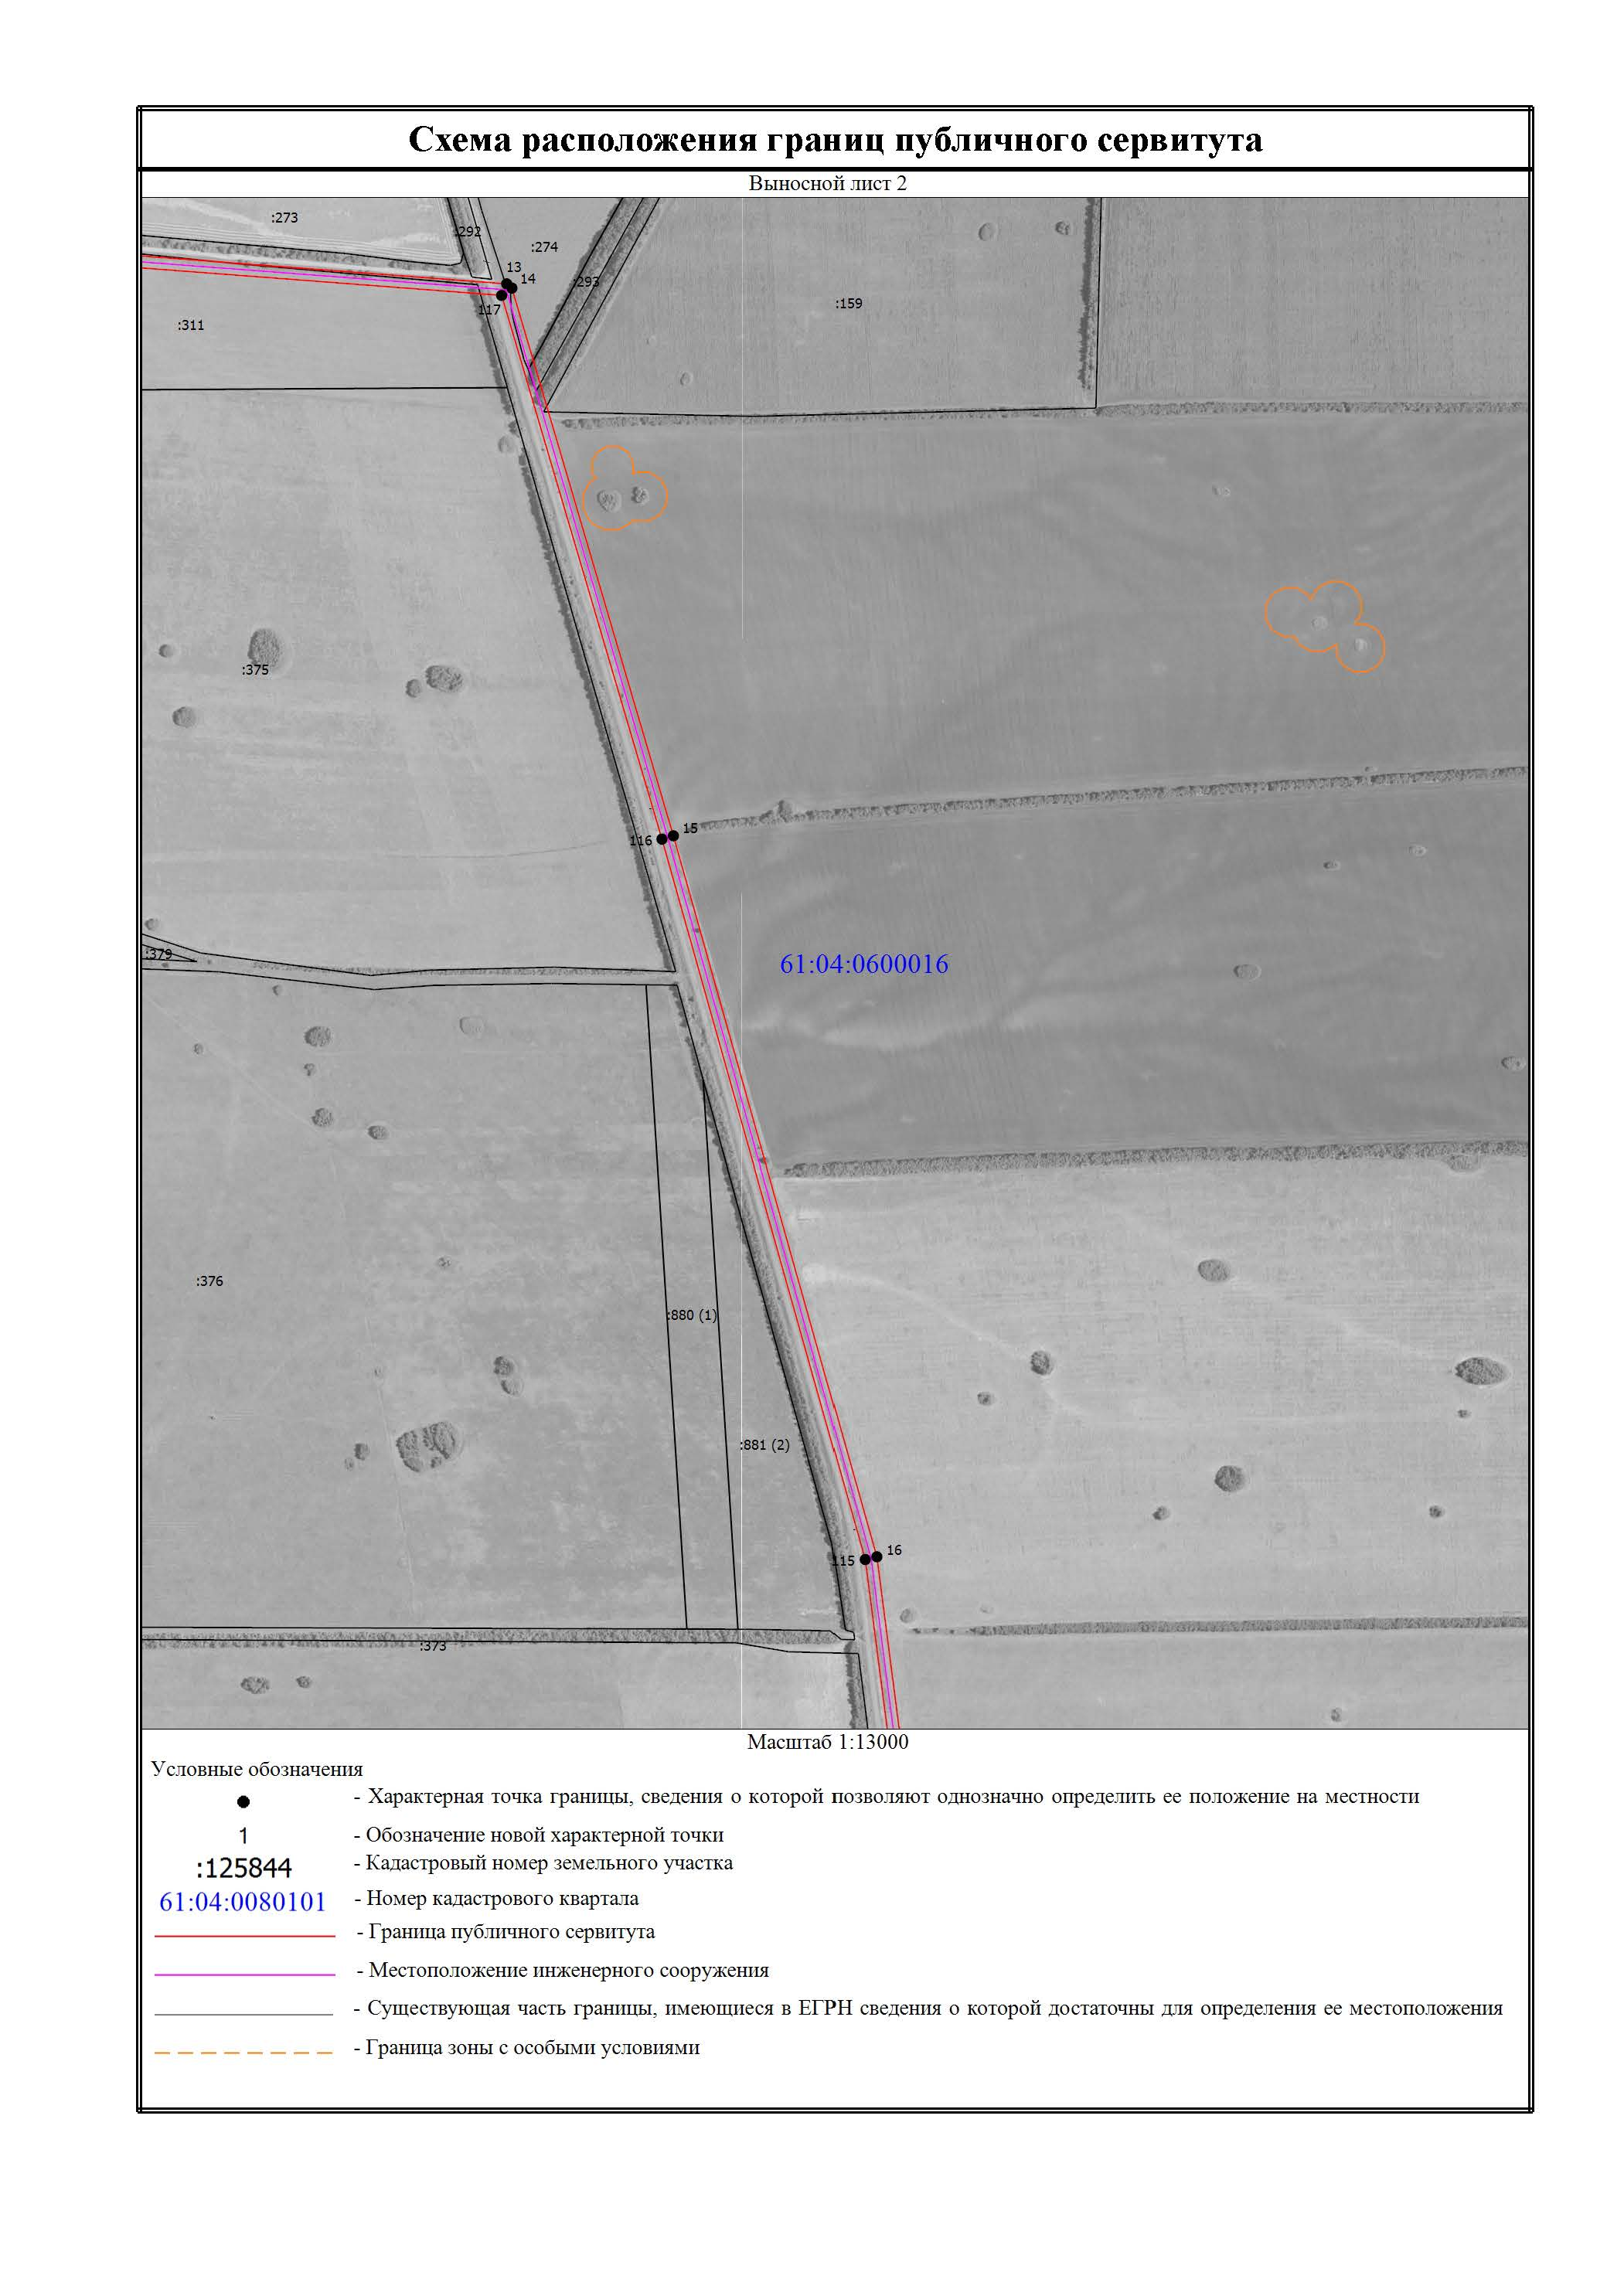 Схема расположения границ публичного сервитута
Выносной лист 2
:273
:292
:274
13
14
:293
117
:159
:311
:375
15
116
:379
61:04:0600016
:376
:880 (1)
:881 (2)
16
115
:373
Масштаб 1:13000
Условные обозначения
- Характерная точка границы, сведения о которой позволяют однозначно определить ее положение на местности
1 - Обозначение новой характерной точки
:125844 - Кадастровый номер земельного участка
61:04:0080101 - Номер кадастрового квартала
- Граница публичного сервитута
- Местоположение инженерного сооружения
- Существующая часть границы, имеющиеся в ЕГРН сведения о которой достаточны для определения ее местоположения
- Граница зоны с особыми условиями